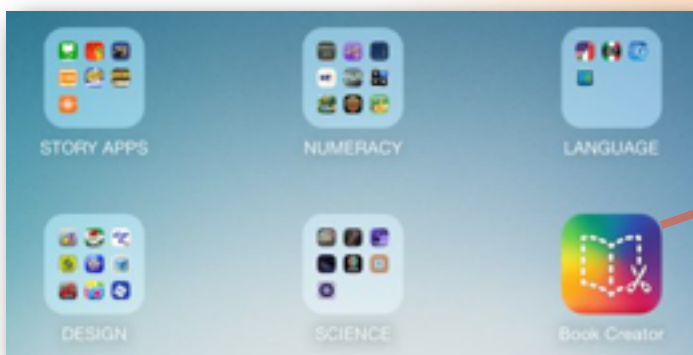 STORY APPS
NUMERACY
LANGUAGE
DESIGN
SCIENCE
Book Creator